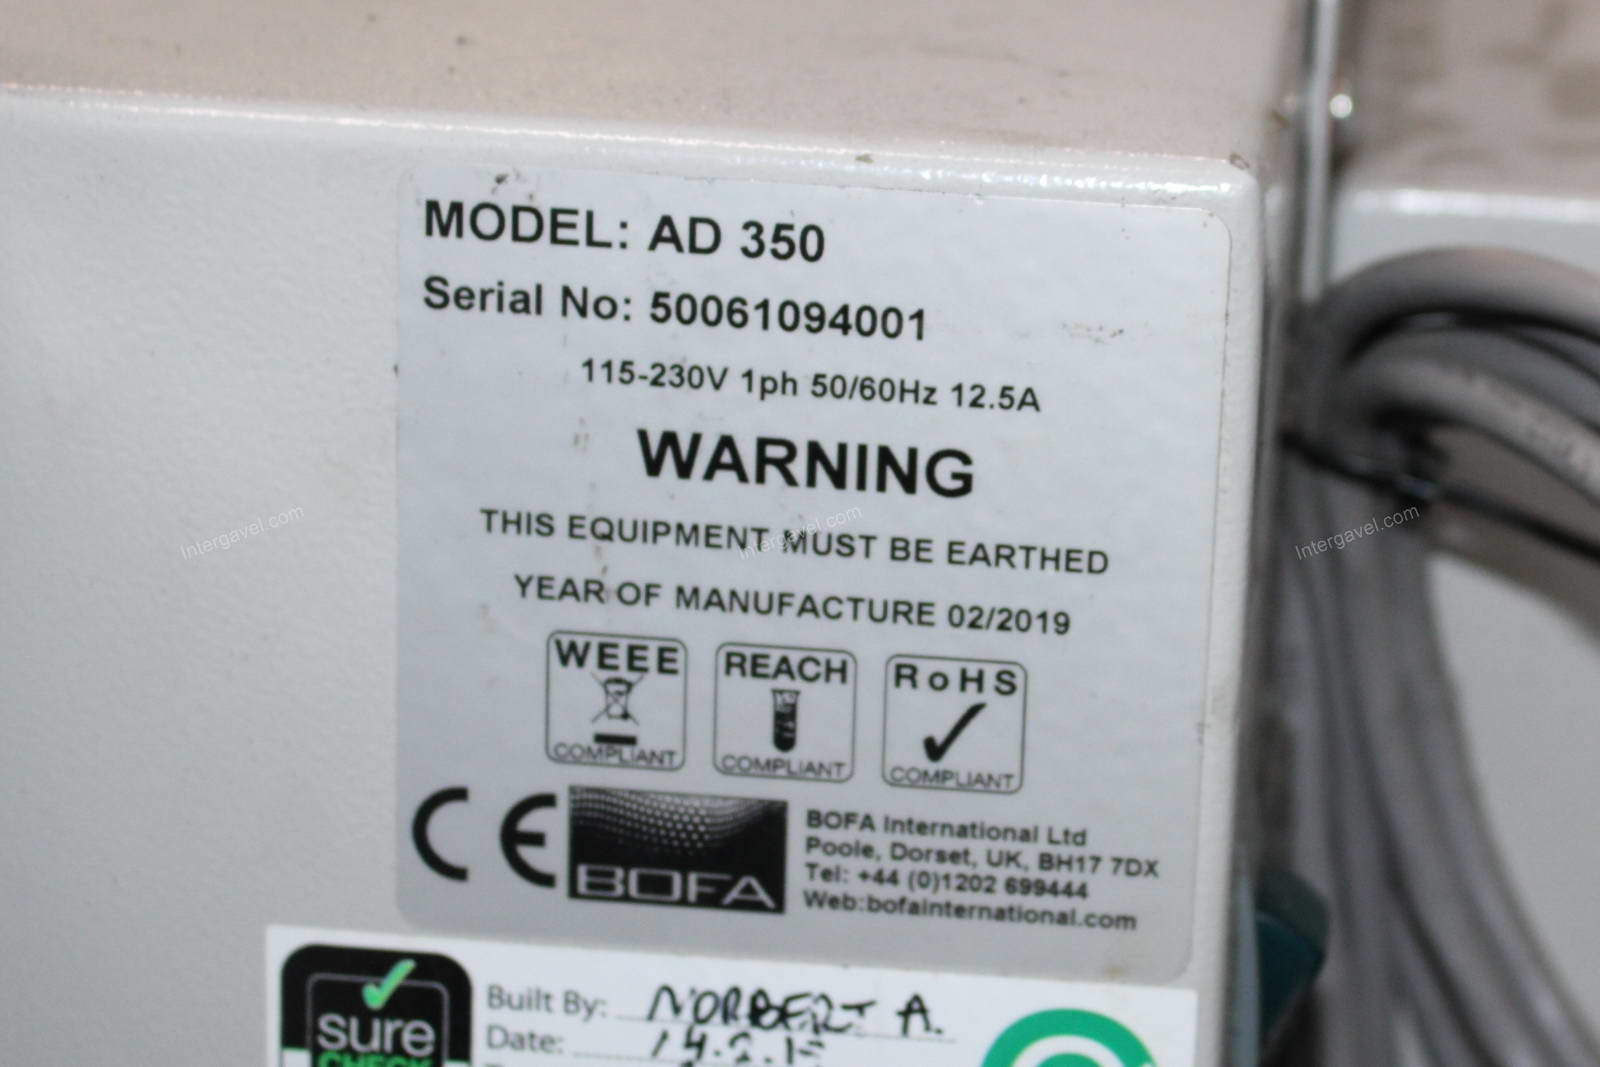 MODEL: AD 350
Serial No: 50061094001
115-230V 1ph 50/60Hz 12.5A
WARNING
THIS EQUIPMENT MUST BE EARTHED
YEAR OF MANUFACTURE 02/2019
WEEE
COMPLIANT
REACH
COMPLIANT
RoHS
COMPLIANT
CE
BOFA
BOFA International Ltd
Poole, Dorset, UK, BH17 7DX
Tel: +44 (0)1202 699444
Web:bofainternational.com
sure
CHECK
Built By: NORBERT A.
Date:
Intergavel.com
Intergavel.com
Intergavel.com